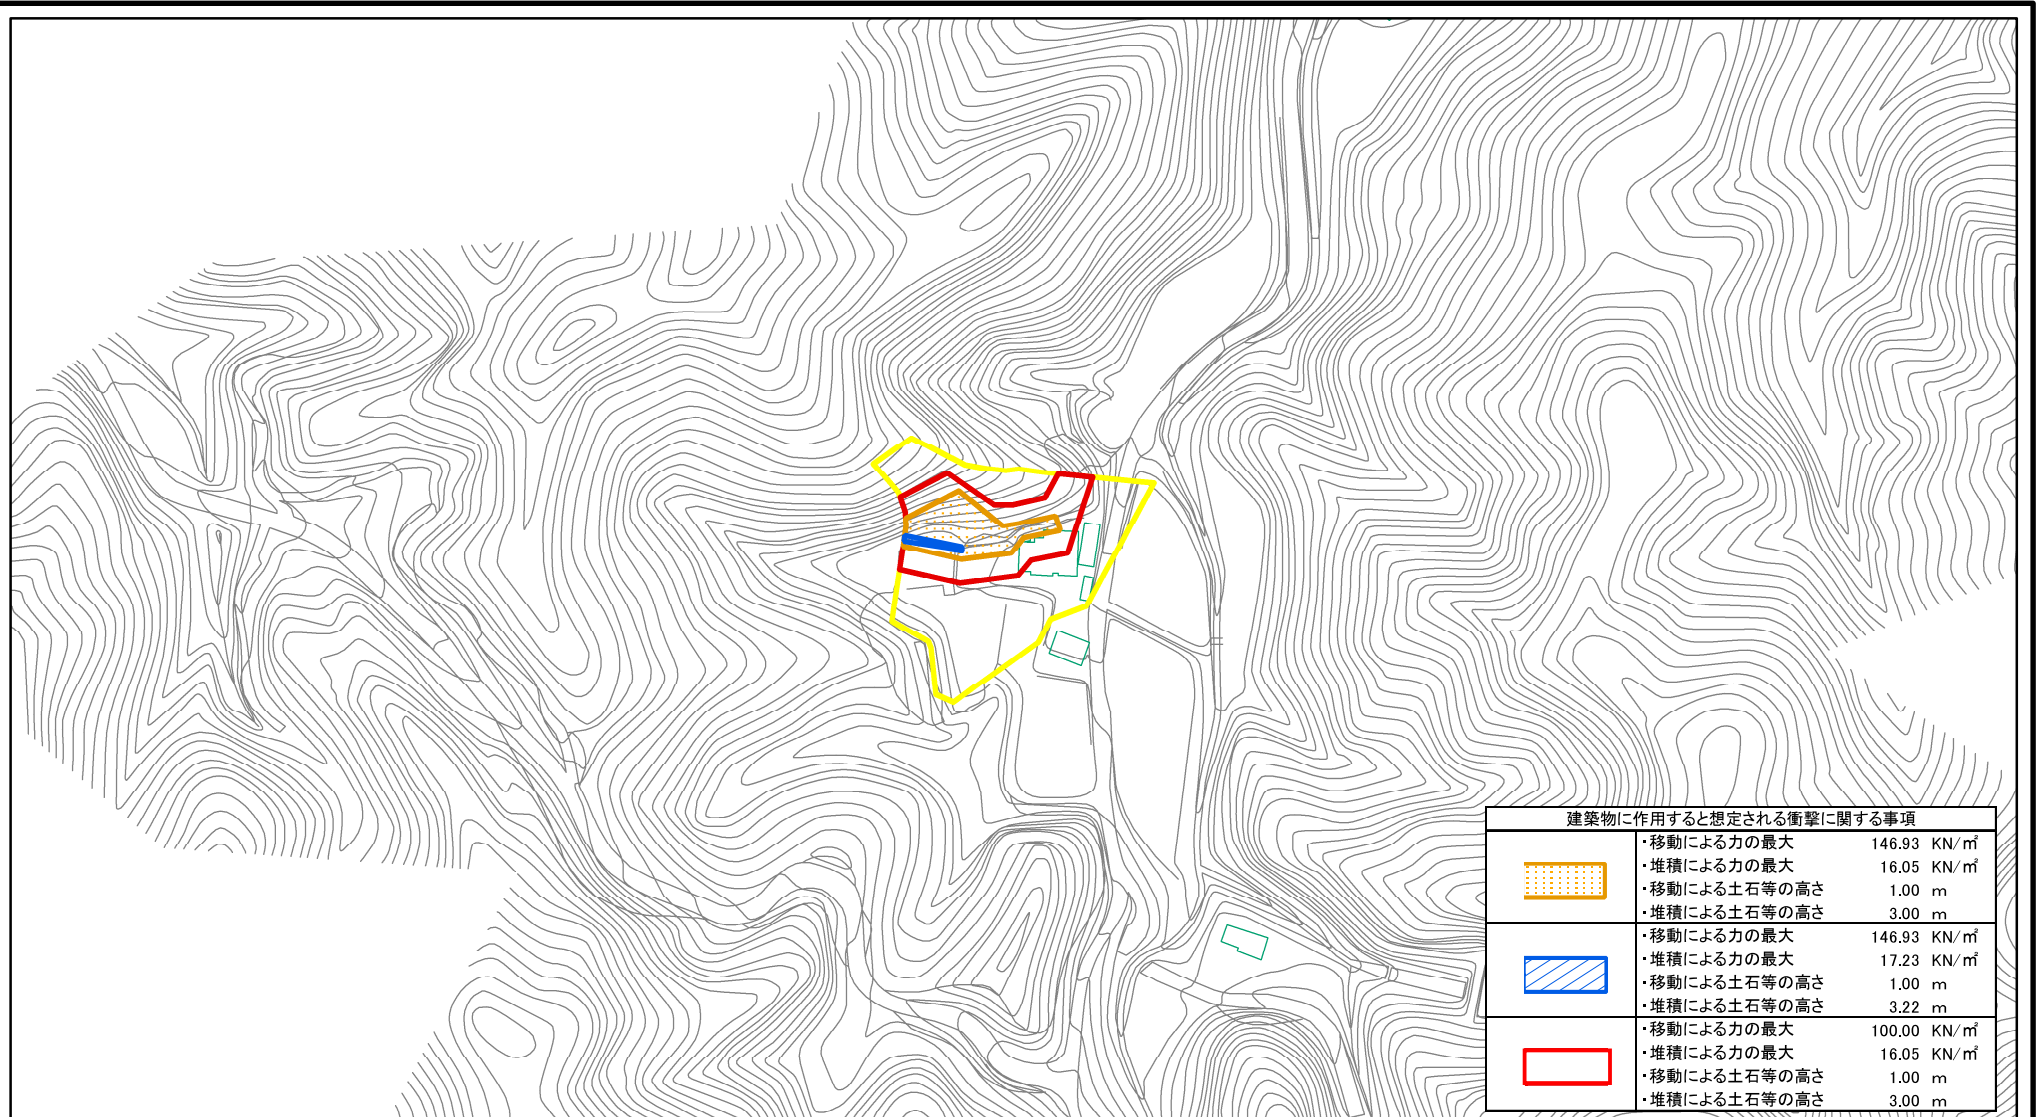 建築物に作用すると想定される衝撃に関する事項
・移動による力の最大 146.93 KN/㎡
・堆積による力の最大 16.05 KN/㎡
・移動による土石等の高さ 1.00 m
・堆積による土石等の高さ 3.00 m
・移動による力の最大 146.93 KN/㎡
・堆積による力の最大 17.23 KN/㎡
・移動による土石等の高さ 1.00 m
・堆積による土石等の高さ 3.22 m
・移動による力の最大 100.00 KN/㎡
・堆積による力の最大 16.05 KN/㎡
・移動による土石等の高さ 1.00 m
・堆積による土石等の高さ 3.00 m